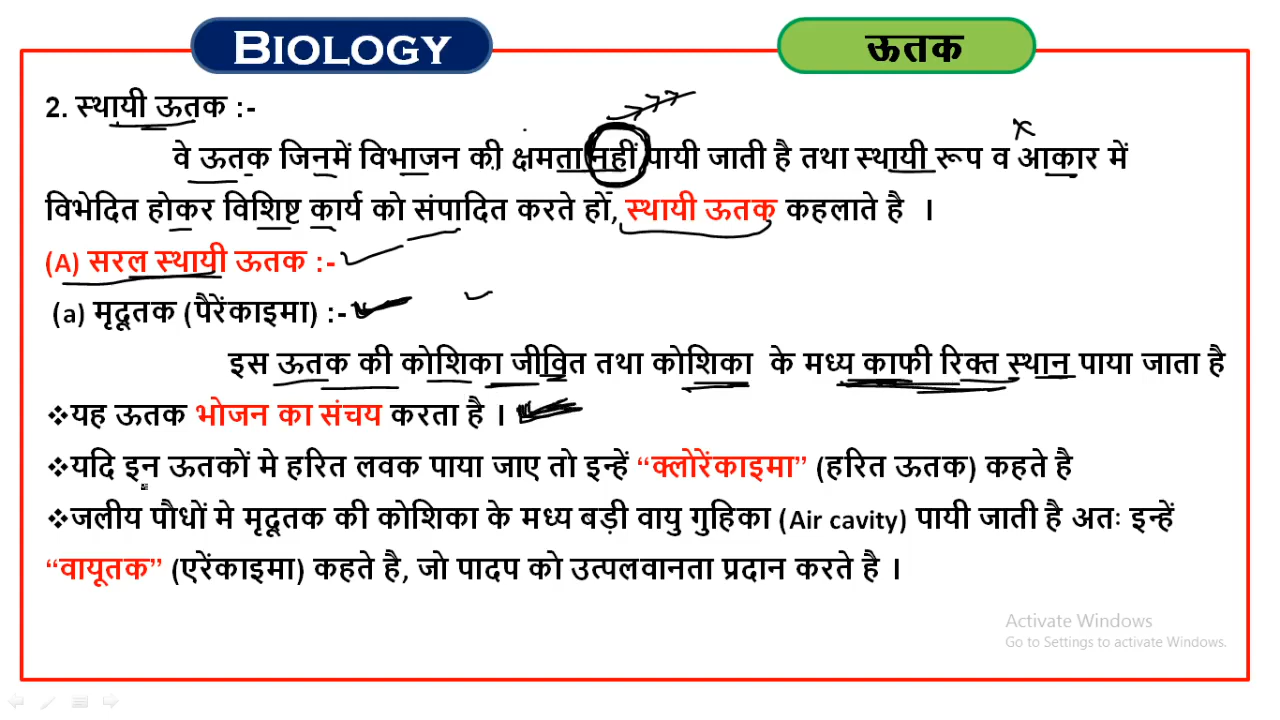 BIOLOGY
ऊतक
2. स्थायी ऊतक :-
वे ऊतक जिनमें विभाजन की क्षमता नहीं पायी जाती है तथा स्थायी रूप व आकार में
विभेदित होकर विशिष्ट कार्य को संपादित करते हों, स्थायी ऊतक कहलाते है ।
(A) सरल स्थायी ऊतक :-
(a) मृदूतक (पैरेंकाइमा) :-
इस ऊतक की कोशिका जीवित तथा कोशिका के मध्य काफी रिक्त स्थान पाया जाता है
❖यह ऊतक भोजन का संचय करता है ।
❖यदि इन ऊतकों मे हरित लवक पाया जाए तो इन्हें “क्लोरेंकाइमा” (हरित ऊतक) कहते है
❖जलीय पौधों मे मृदूतक की कोशिका के मध्य बड़ी वायु गुहिका (Air cavity) पायी जाती है अतः इन्हें
“वायूतक” (एरेंकाइमा) कहते है, जो पादप को उत्पलवानता प्रदान करते है ।
Activate Windows
Go to Settings to activate Windows.